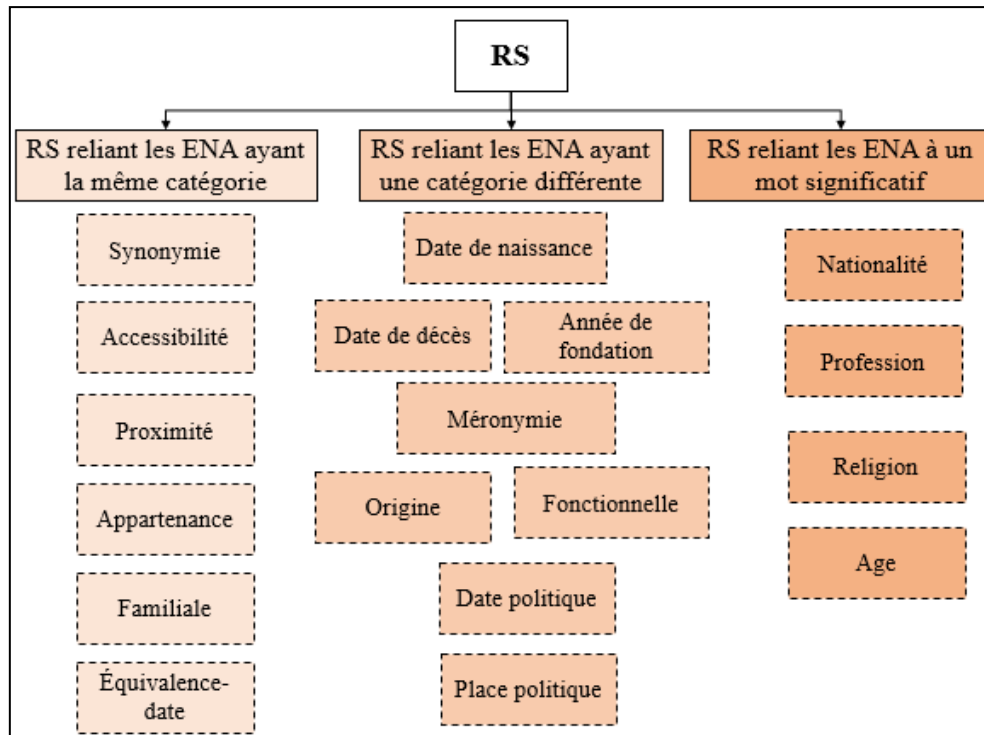 RS
RS reliant les ENA ayant
la même catégorie
RS reliant les ENA ayant
une catégorie différente
RS reliant les ENA à un
mot significatif
Synonymie
Accessibilité
Proximité
Appartenance
Familiale
Équivalence-
date
Date de naissance
Date de décès
Année de
fondation
Méronymie
Origine
Fonctionnelle
Date politique
Place politique
Nationalité
Profession
Religion
Age